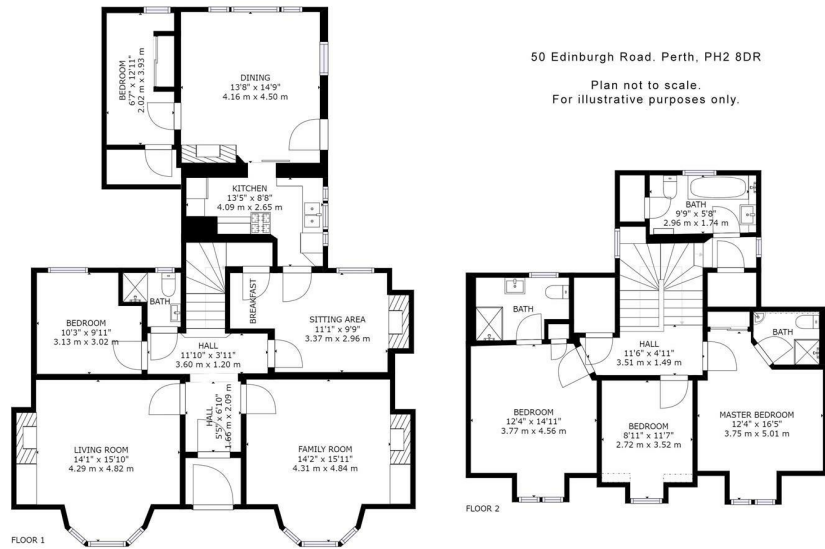 50 Edinburgh Road. Perth, PH2 8DR
Plan not to scale.
For illustrative purposes only.
BEDROOM
6'7" x 12'11"
2.02 m x 3.93 m
DINING
13'8" x 14'9"
4.16 m x 4.50 m
KITCHEN
13'5" x 8'8"
4.09 m x 2.65 m
BATH
BREAKFAST
SITTING AREA
11'1" x 9'9"
3.37 m x 2.96 m
BEDROOM
10'3" x 9'11"
3.13 m x 3.02 m
HALL
11'10" x 3'11"
3.60 m x 1.20 m
HALL
5'5" x 6'10"
1.66 m x 2.09 m
LIVING ROOM
14'1" x 15'10"
4.29 m x 4.82 m
FAMILY ROOM
14'2" x 15'11"
4.31 m x 4.84 m
FLOOR 1
BATH
9'9" x 5'8"
2.96 m x 1.74 m
BATH
HALL
11'6" x 4'11"
3.51 m x 1.49 m
BATH
BEDROOM
12'4" x 14'11"
3.77 m x 4.56 m
BEDROOM
8'11" x 11'7"
2.72 m x 3.52 m
MASTER BEDROOM
12'4" x 16'5"
3.75 m x 5.01 m
FLOOR 2